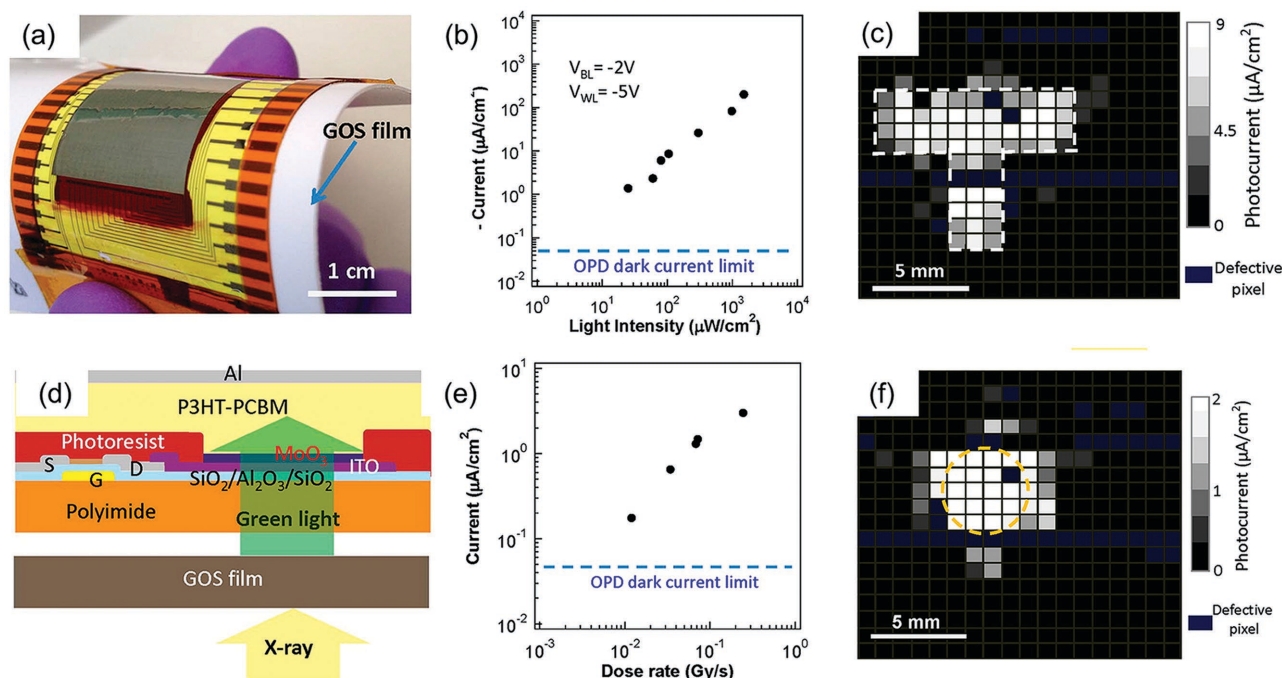 (a)
GOS film
1 cm
(b)
V_BL= -2V
V_WL= -5V
- Current (µA/cm²)
10⁴
10³
10²
10¹
10⁰
10⁻¹
10⁻²
OPD dark current limit
10⁰ 10¹ 10² 10³ 10⁴
Light Intensity (µW/cm²)
(c)
5 mm
9
4.5
0
Photocurrent (µA/cm²)
Defective
pixel
(d)
Al
P3HT-PCBM
Photoresist
MoO₃
S D ITO
G SiO₂/Al₂O₃/SiO₂
Polyimide
Green light
GOS film
X-ray
(e)
Current (µA/cm²)
10¹
10⁰
10⁻¹
10⁻²
OPD dark current limit
10⁻³ 10⁻² 10⁻¹ 10⁰
Dose rate (Gy/s)
(f)
5 mm
2
1
0
Photocurrent (µA/cm²)
Defective
pixel